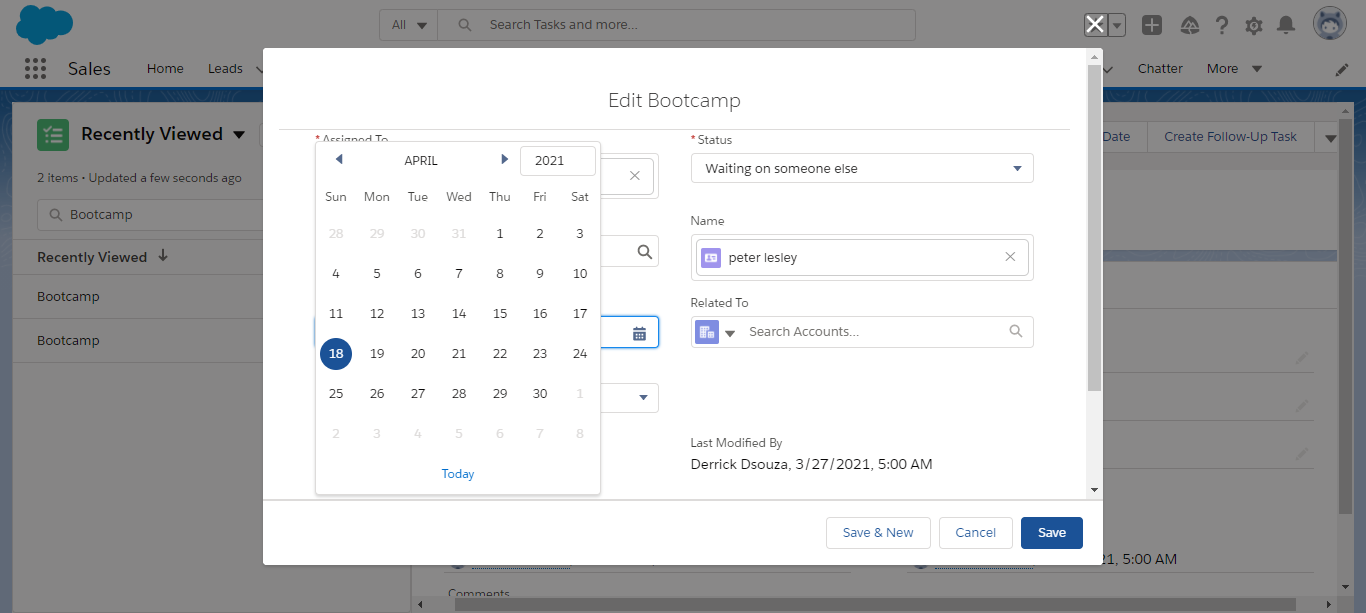 All
Search Tasks and more...
Sales
Home
Leads
Chatter
More
Recently Viewed
2 items • Updated a few seconds ago
Bootcamp
Recently Viewed
Bootcamp
Bootcamp
Date
Create Follow-Up Task
Edit Bootcamp
* Assigned To
APRIL
2021
Sun Mon Tue Wed Thu Fri Sat
28 29 30 31 1 2 3
4 5 6 7 8 9 10
11 12 13 14 15 16 17
18 19 20 21 22 23 24
25 26 27 28 29 30 1
2 3 4 5 6 7 8
Today
* Status
Waiting on someone else
Name
peter lesley
Related To
Search Accounts...
Last Modified By
Derrick Dsouza, 3/27/2021, 5:00 AM
Save & New
Cancel
Save
21, 5:00 AM
Comments